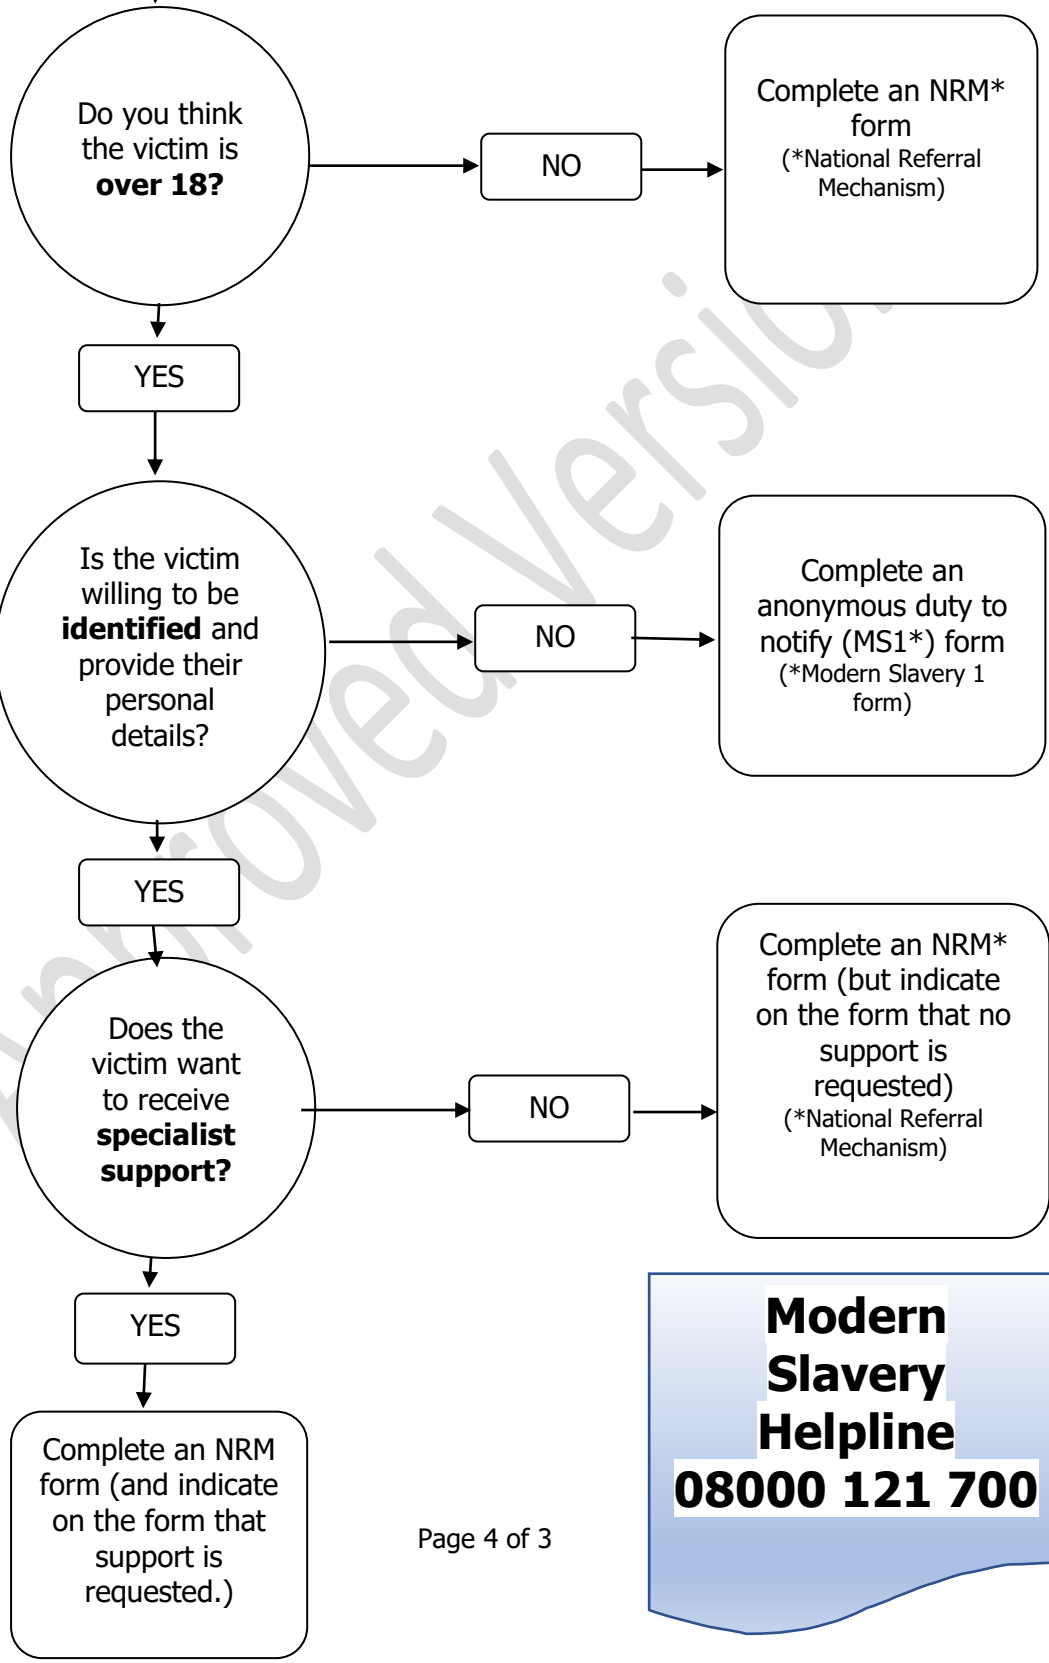 Do you think
the victim is
over 18?
NO
Complete an NRM*
form
(*National Referral
Mechanism)
YES
Is the victim
willing to be
identified and
provide their
personal
details?
NO
Complete an
anonymous duty to
notify (MS1*) form
(*Modern Slavery 1
form)
YES
Does the
victim want
to receive
specialist
support?
NO
Complete an NRM*
form (but indicate
on the form that no
support is
requested)
(*National Referral
Mechanism)
YES
Complete an NRM
form (and indicate
on the form that
support is
requested.)
Modern
Slavery
Helpline
08000 121 700
Page 4 of 3
Approved Version